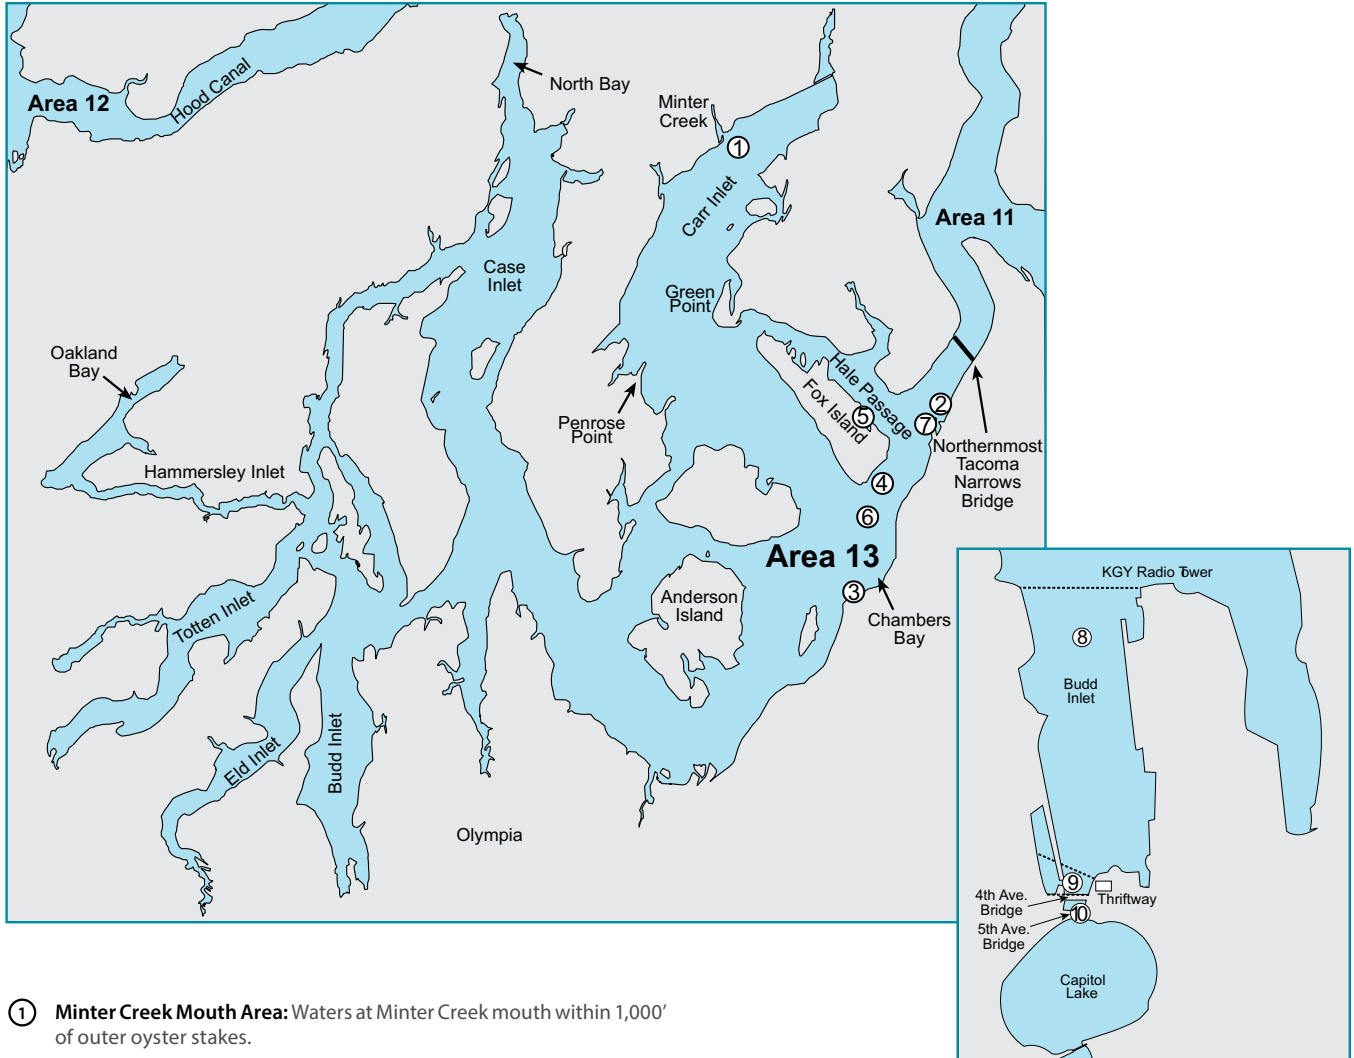 North Bay
Hood Canal
Area 12
Minter
Creek
1
Carr Inlet
Area 11
Case
Inlet
Green
Point
Oakland
Bay
Hale Passage
Fox Island
5
2
7
Penrose
Point
Northernmost
Tacoma
Narrows
Bridge
Hammersley Inlet
4
6
Area 13
3
Anderson
Island
Chambers
Bay
Totten Inlet
Eld Inlet
Budd Inlet
Olympia
KGY Radio Tower
8
Budd
Inlet
9
4th Ave.
Bridge
Thriftway
10
5th Ave.
Bridge
Capitol
Lake
1 Minter Creek Mouth Area: Waters at Minter Creek mouth within 1,000′
of outer oyster stakes.